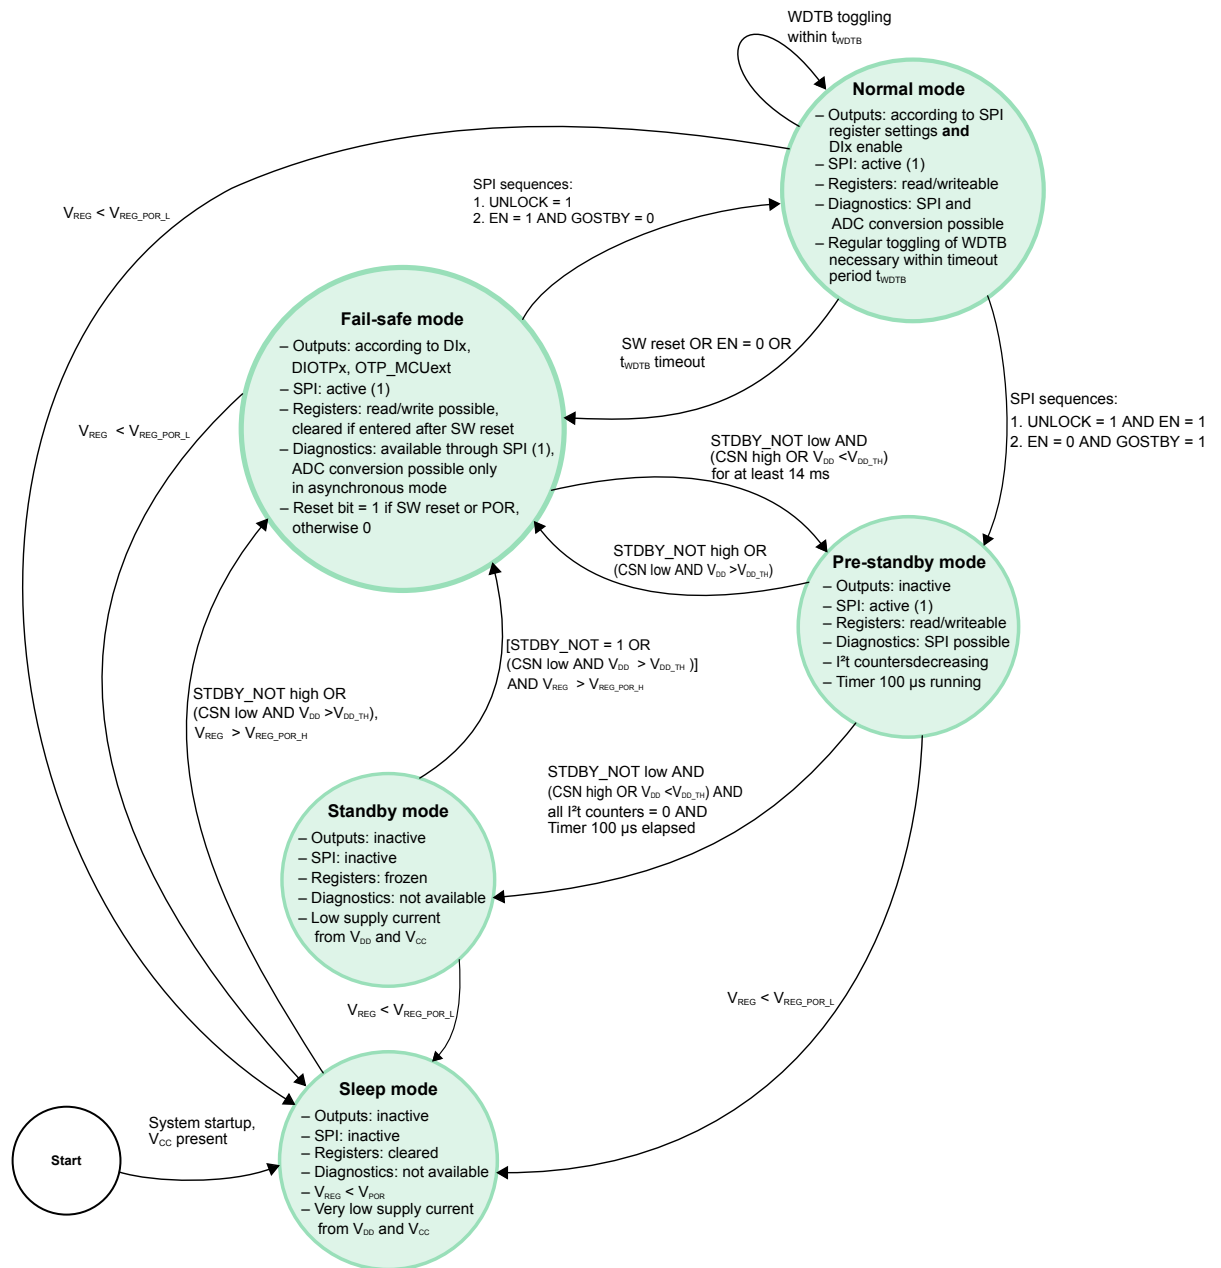 WDTB toggling
within tWDTB
Normal mode
– Outputs: according to SPI
register settings and
DIx enable
– SPI: active (1)
– Registers: read/writeable
– Diagnostics: SPI and
ADC conversion possible
– Regular toggling of WDTB
necessary within timeout
period tWDTB
VREG < VREG_POR_L
SPI sequences:
1. UNLOCK = 1
2. EN = 1 AND GOSTBY = 0
Fail-safe mode
– Outputs: according to DIx,
DIOTPx, OTP_MCUext
– SPI: active (1)
– Registers: read/write possible,
cleared if entered after SW reset
– Diagnostics: available through SPI (1),
ADC conversion possible only
in asynchronous mode
– Reset bit = 1 if SW reset or POR,
otherwise 0
SW reset OR EN = 0 OR
tWDTB timeout
SPI sequences:
1. UNLOCK = 1 AND EN = 1
2. EN = 0 AND GOSTBY = 1
VREG < VREG_POR_L
STDBY_NOT low AND
(CSN high OR VDD <VDD_TH)
for at least 14 ms
STDBY_NOT high OR
(CSN low AND VDD >VDD_TH)
Pre-standby mode
– Outputs: inactive
– SPI: active (1)
– Registers: read/writeable
– Diagnostics: SPI possible
– I²t countersdecreasing
– Timer 100 µs running
[STDBY_NOT = 1 OR
(CSN low AND VDD > VDD_TH )]
AND VREG > VREG_POR_H
STDBY_NOT high OR
(CSN low AND VDD >VDD_TH),
VREG > VREG_POR_H
STDBY_NOT low AND
(CSN high OR VDD <VDD_TH) AND
all I²t counters = 0 AND
Timer 100 µs elapsed
Standby mode
– Outputs: inactive
– SPI: inactive
– Registers: frozen
– Diagnostics: not available
– Low supply current
from VDD and VCC
VREG < VREG_POR_L
VREG < VREG_POR_L
Sleep mode
– Outputs: inactive
– SPI: inactive
– Registers: cleared
– Diagnostics: not available
– VREG < VPOR
– Very low supply current
from VDD and VCC
System startup,
VCC present
Start